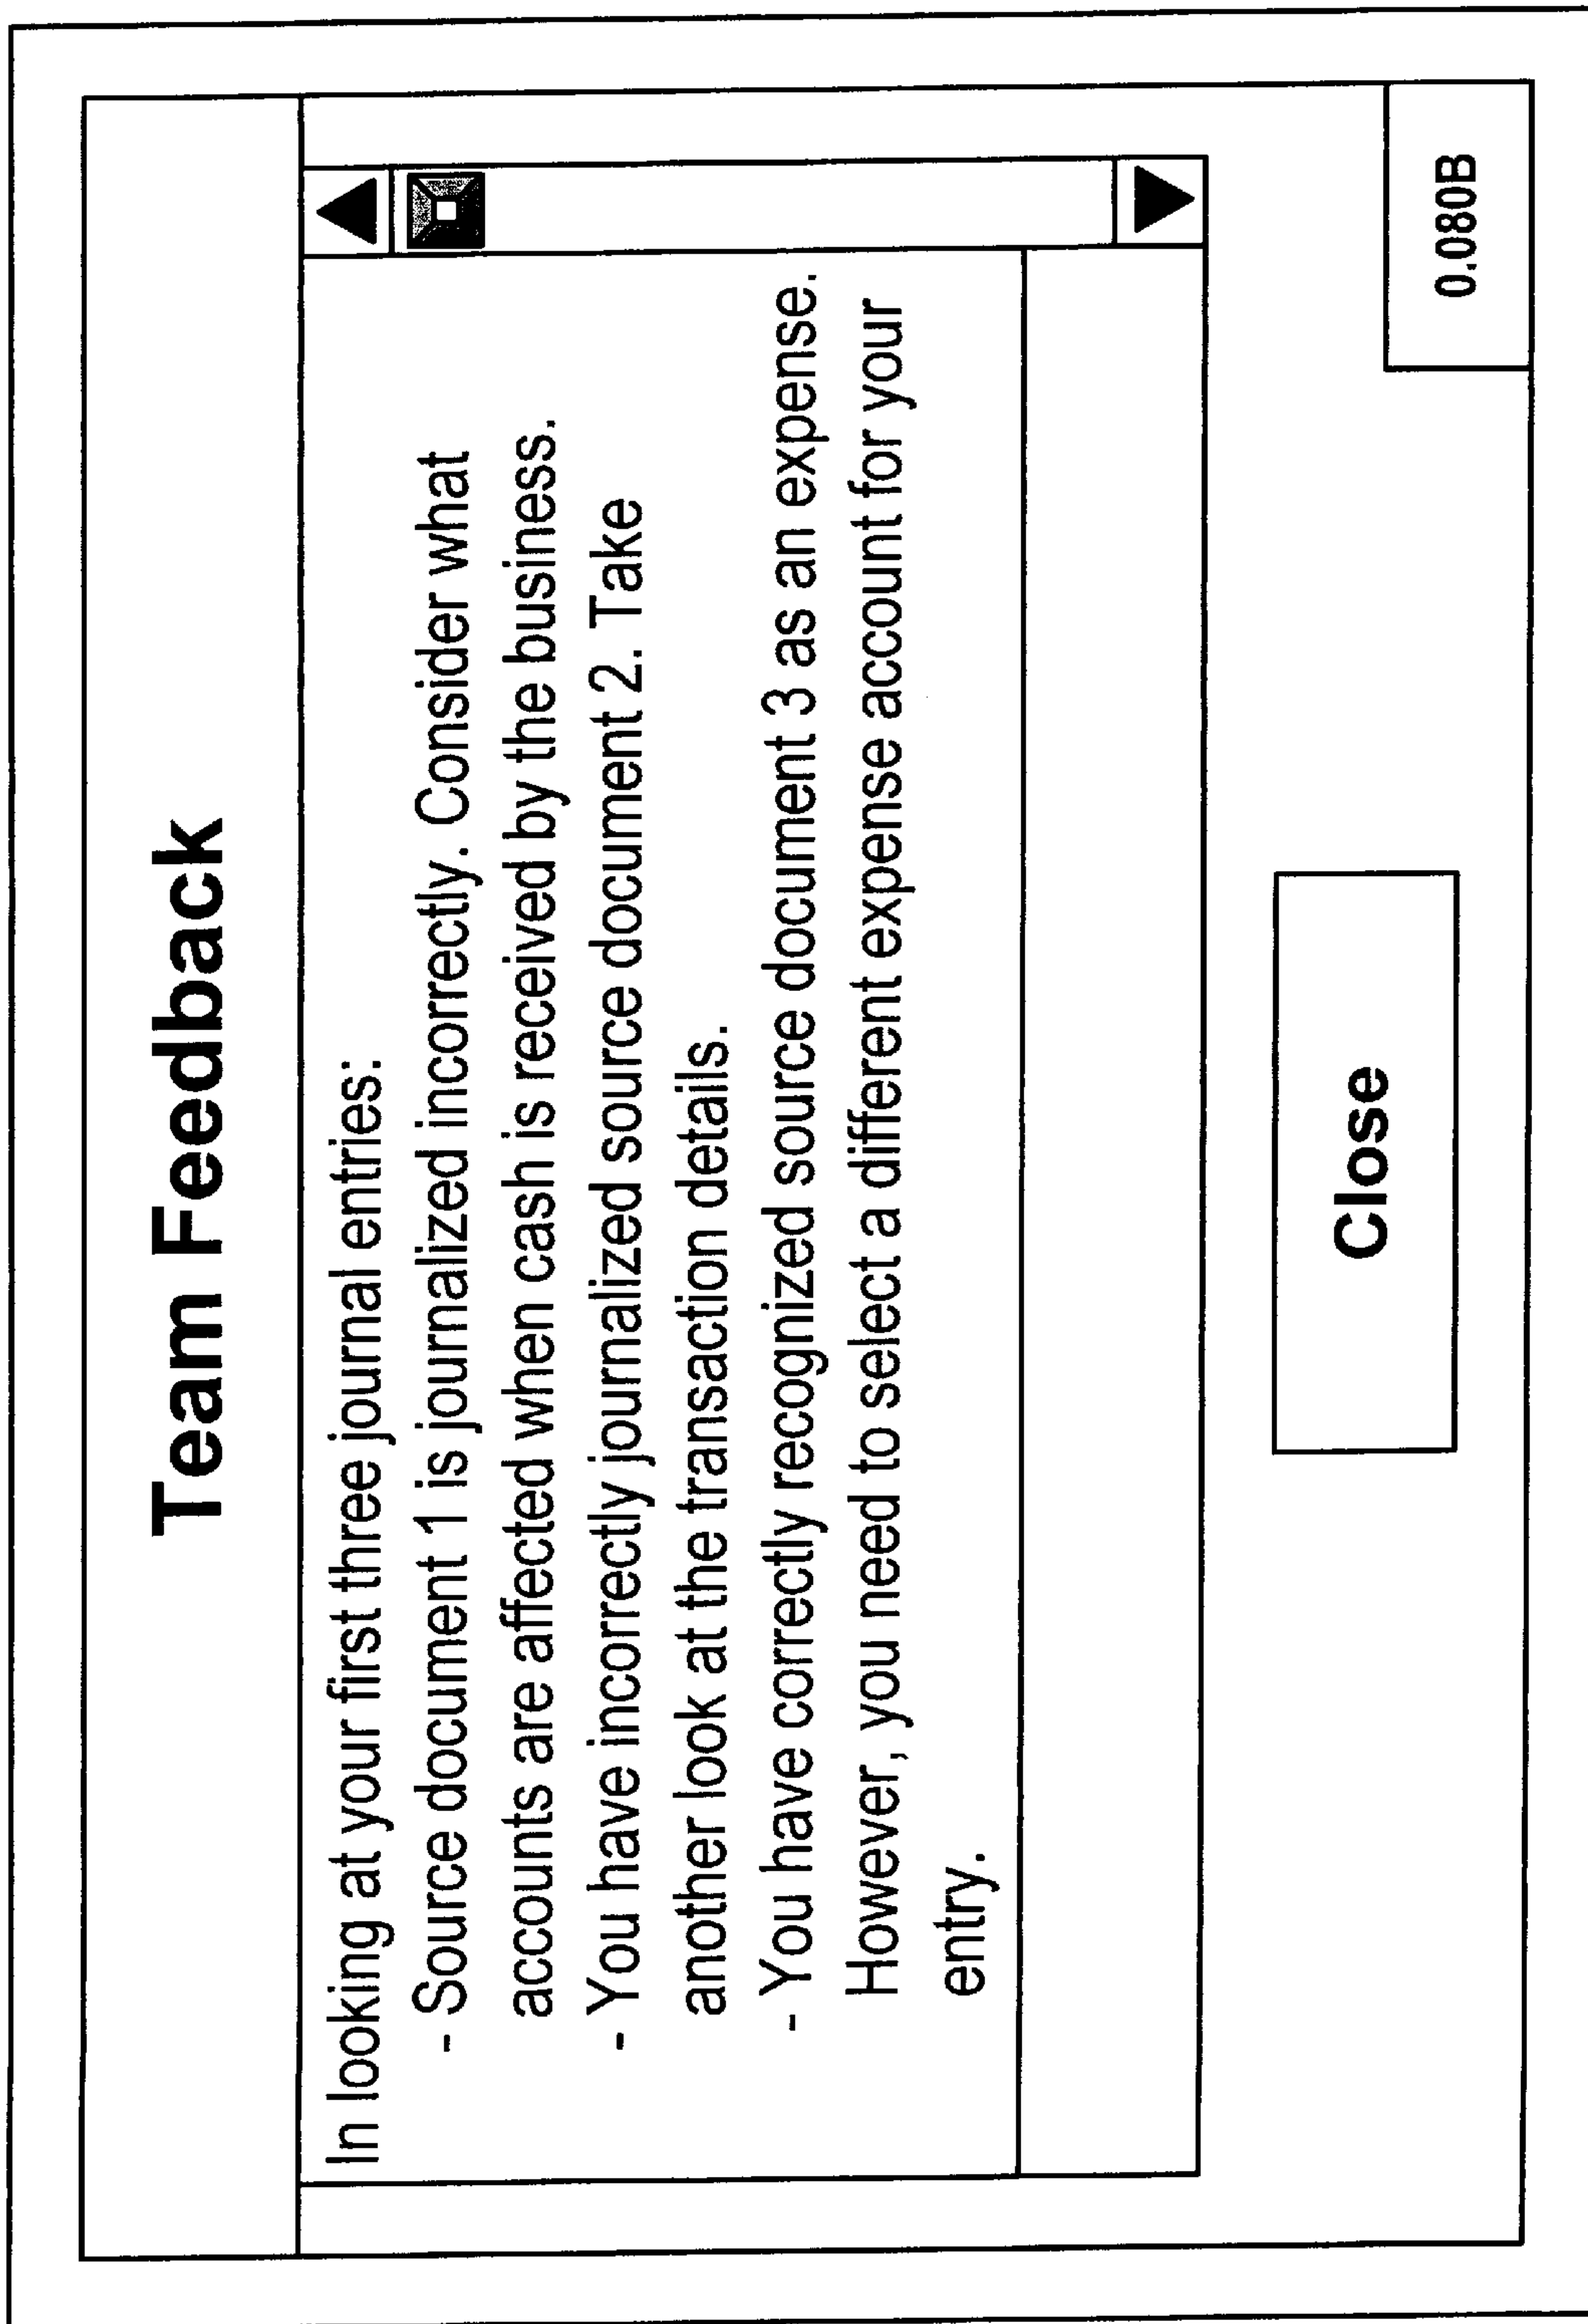 Team Feedback
In looking at your first three journal entries:
- Source document 1 is journalized incorrectly. Consider what
accounts are affected when cash is received by the business.
- You have incorrectly journalized source document 2. Take
another look at the transaction details.
- You have correctly recognized source document 3 as an expense.
However, you need to select a different expense account for your
entry.
Close
0.080B